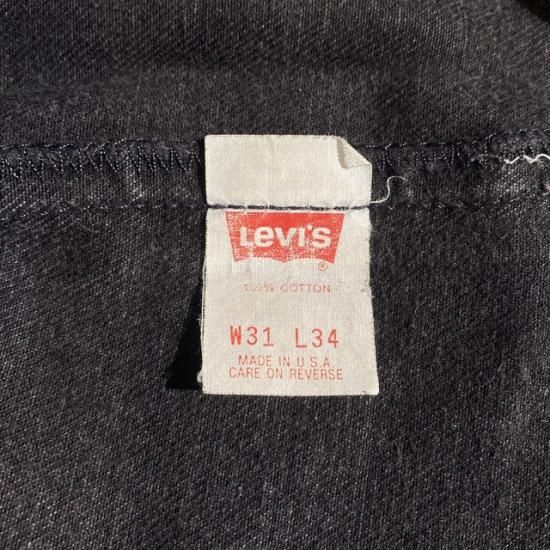 LEVI'S
®
100% COTTON
W31 L34
MADE IN U.S.A.
CARE ON REVERSE